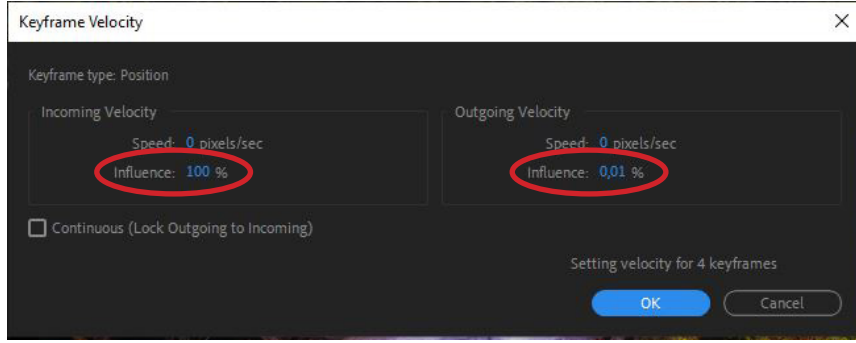 Keyframe Velocity
Keyframe type: Position
Incoming Velocity
Speed: 0 pixels/sec
Influence: 100 %
Outgoing Velocity
Speed: 0 pixels/sec
Influence: 0,01 %
Continuous (Lock Outgoing to Incoming)
Setting velocity for 4 keyframes
OK
Cancel